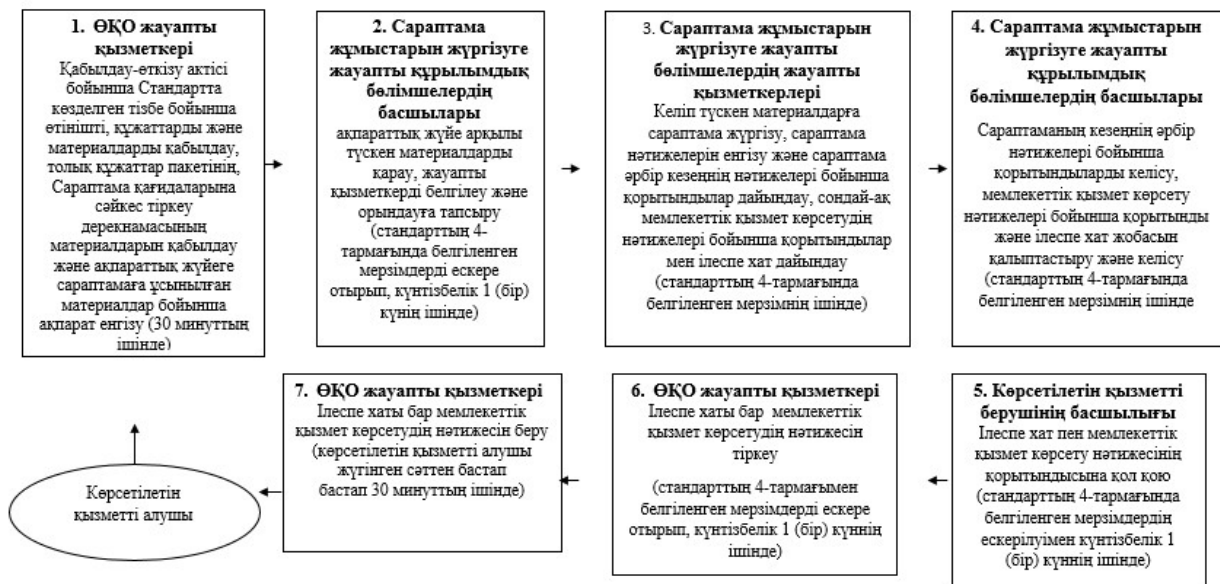 1. ӨҚО жауапты
қызметкері
Қабылдау-өткізу актісі
бойынша Стандартта
көзделген тізбе бойынша
өтінішті, құжаттарды және
материалдарды қабылдау,
толық құжаттар пакетінің,
Сараптама қағидаларына
сәйкес тіркеу
дерекнамасының
материалдарын қабылдау
және ақпараттық жүйеге
сараптамаға ұсынылған
материалдар бойынша
ақпарат енгізу (30 минуттың
ішінде)
2. Сараптама
жұмыстарын жүргізуге
жауапты құрылымдық
бөлімшелердің
басшылары
ақпараттық жүйе арқылы
түскен материалдарды
қарау, жауапты
қызметкерді белгілеу және
орындауға тапсыру
(стандарттың 4-
тармағында белгіленген
мерзімдерді ескере
отырып, күнтізбелік 1 (бір)
күнің ішінде)
3. Сараптама жұмыстарын
жүргізуге жауапты
бөлімшелердің жауапты
қызметкерлері
Келіп түскен материалдарға
сараптама жүргізу, сараптама
нәтижелерін енгізу және сараптама
әрбір кезеңнің нәтижелері бойынша
қорытындылар дайындау, сондай-ақ
мемлекеттік қызмет көрсетудің
нәтижелері бойынша қорытындылар
мен ілеспе хат дайындау
(стандарттың 4-тармағында
белгіленген мерзімнің ішінде)
4. Сараптама жұмыстарын
жүргізуге жауапты
құрылымдық
бөлімшелердің басшылары
Сараптаманың кезеңнің әрбір
нәтижелері бойынша
қорытындыларды келісу,
мемлекеттік қызмет көрсету
нәтижелері бойынша қорытынды
және ілеспе хат жобасын
қалыптастыру және келісу
(стандарттың 4-тармағында
белгіленген мерзімнің ішінде
5. Көрсетілетін қызметті
берушінің басшылығы
Ілеспе хат пен мемлекеттік
қызмет көрсету нәтижесінің
қорытындысына қол қою
(стандарттың 4-тармағында
белгіленген мерзімдердің
ескерілуімен күнтізбелік 1
(бір) күннің ішінде)
6. ӨҚО жауапты қызметкері
Ілеспе хаты бар мемлекеттік
қызмет көрсетудің нәтижесін
тіркеу
(стандарттың 4-тармағымен
белгіленген мерзімдерді ескере
отырып, күнтізбелік 1 (бір) күннің
ішінде)
7. ӨҚО жауапты қызметкері
Ілеспе хаты бар мемлекеттік
қызмет көрсетудің нәтижесін беру
(көрсетілетін қызметті алушы
жүгінген сәттен бастап
бастап 30 минуттың ішінде)
Көрсетілетін
қызметті алушы